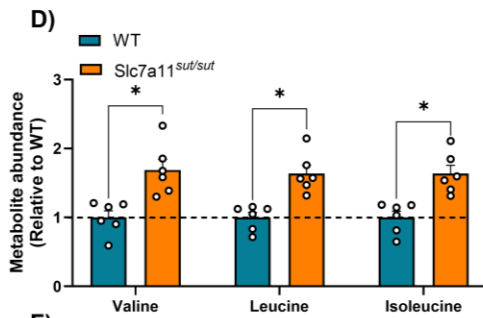 D)
WT
Slc7a11sut/sut
Metabolite abundance
(Relative to WT)
3
2
1
0
*
*
*
Valine
Leucine
Isoleucine